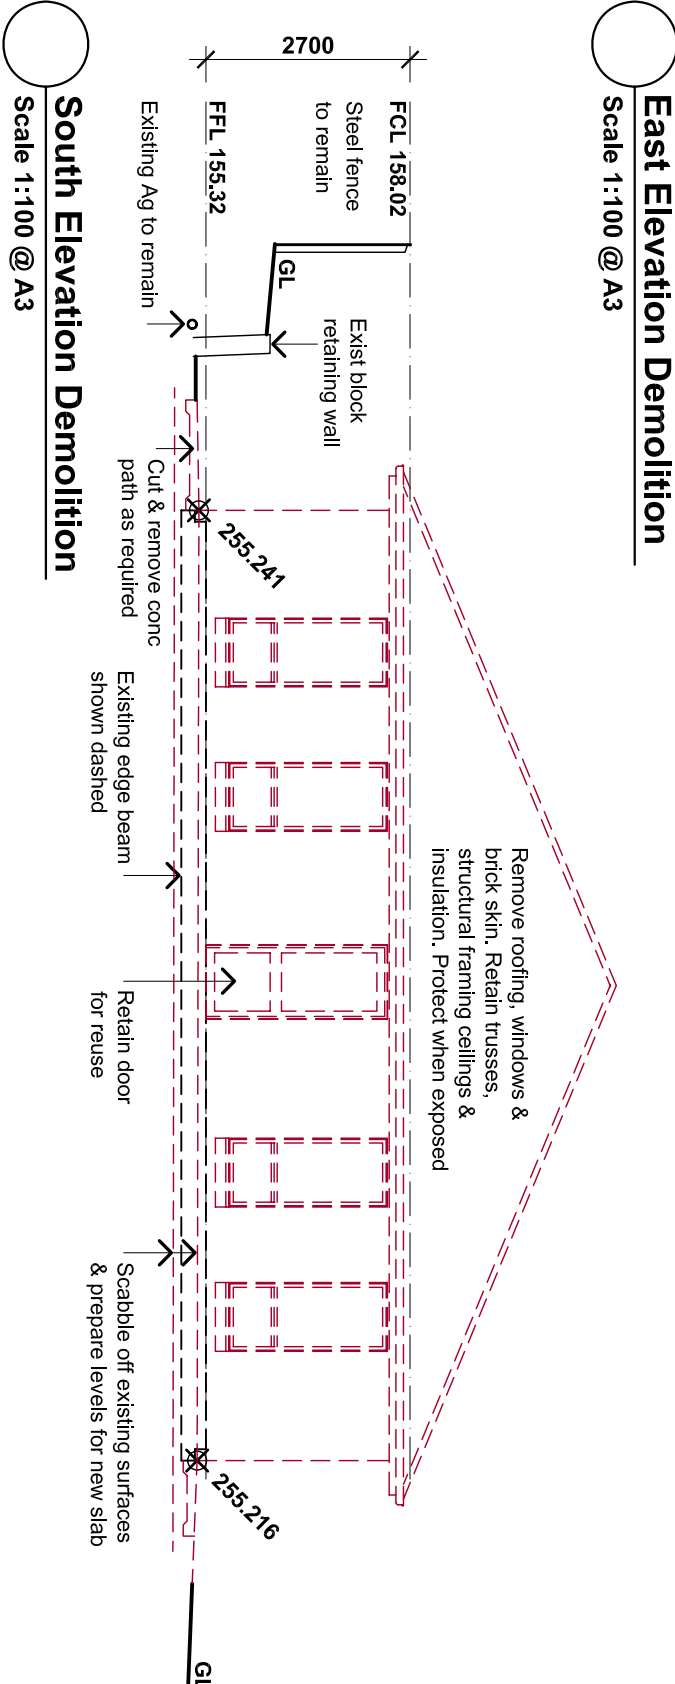 East Elevation Demolition
Scale 1:100 @ A3
Remove roofing, windows &
brick skin. Retain trusses,
structural framing ceilings &
insulation. Protect when exposed
2700
FCL 158.02
Steel fence
to remain
FFL 155.32
GL
Exist block
retaining wall
Existing Ag to remain
Cut & remove conc
path as required
255.241
Existing edge beam
shown dashed
Retain door
for reuse
Scabble off existing surfaces
& prepare levels for new slab
255.216
GL
South Elevation Demolition
Scale 1:100 @ A3